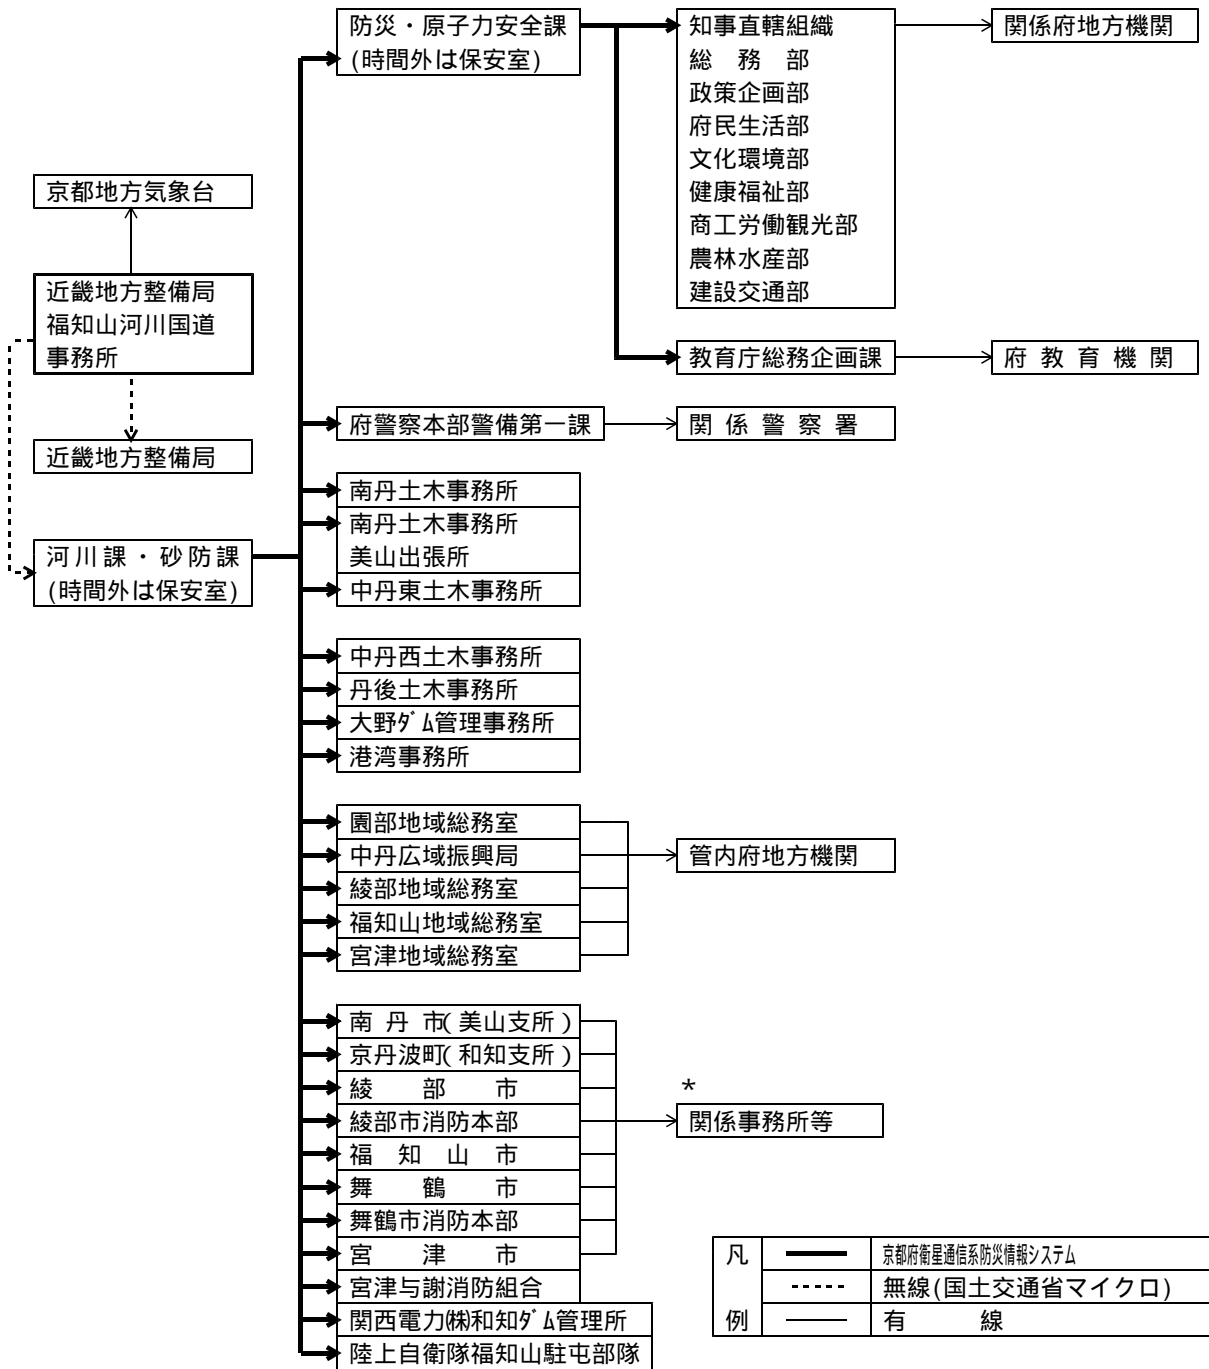 防災・原子力安全課
(時間外は保安室)
知事直轄組織
総　務　部
政策企画部
府民生活部
文化環境部
健康福祉部
商工労働観光部
農林水産部
建設交通部
関係府地方機関
京都地方気象台
近畿地方整備局
福知山河川国道
事務所
教育庁総務企画課
府 教 育 機 関
府警察本部警備第一課
関 係 警 察 署
近畿地方整備局
南丹土木事務所
南丹土木事務所
美山出張所
中丹東土木事務所
河川課・砂防課
(時間外は保安室)
中丹西土木事務所
丹後土木事務所
大野ダム管理事務所
港湾事務所
園部地域総務室
中丹広域振興局
綾部地域総務室
福知山地域総務室
宮津地域総務室
管内府地方機関
南 丹 市(美山支所)
京丹波町(和知支所)
綾　部　市
綾部市消防本部
福　知　山　市
舞　鶴　市
舞鶴市消防本部
宮　津　市
宮津与謝消防組合
関西電力㈱和知ダム管理所
陸上自衛隊福知山駐屯部隊
*
関係事務所等
凡例
京都府衛星通信系防災情報システム
無線(国土交通省マイクロ)
有　　線